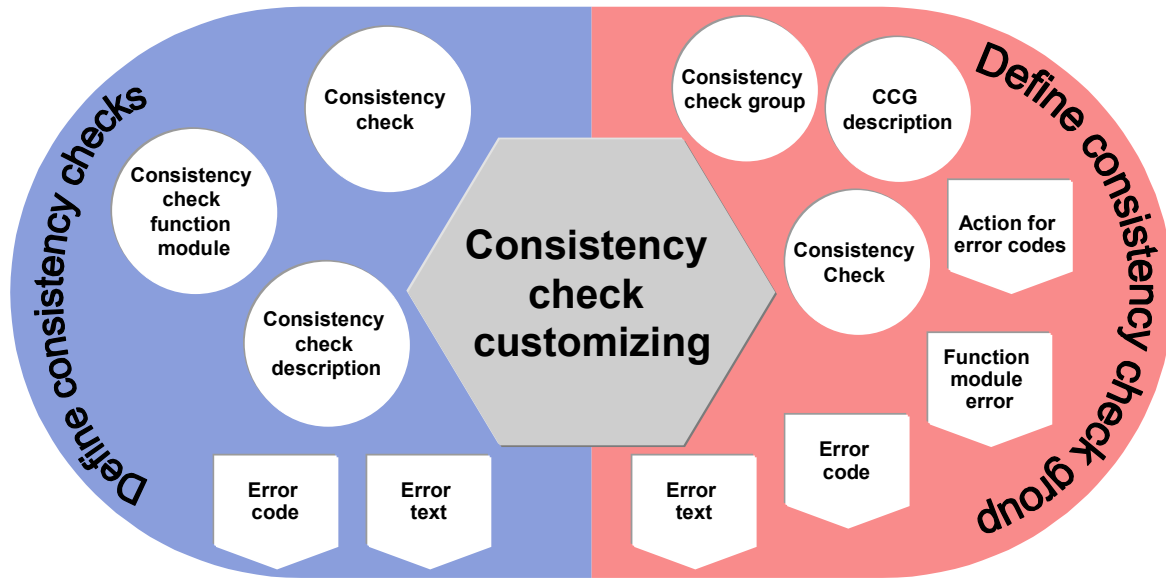 Define consistency checks
Consistency
check
Consistency
check
function
module
Consistency
check
description
Error
code
Error
text
Consistency
check
customizing
Consistency
check group
CCG
description
Consistency
Check
Action for
error codes
Function
module
error
Error
code
Error
text
Define consistency check group